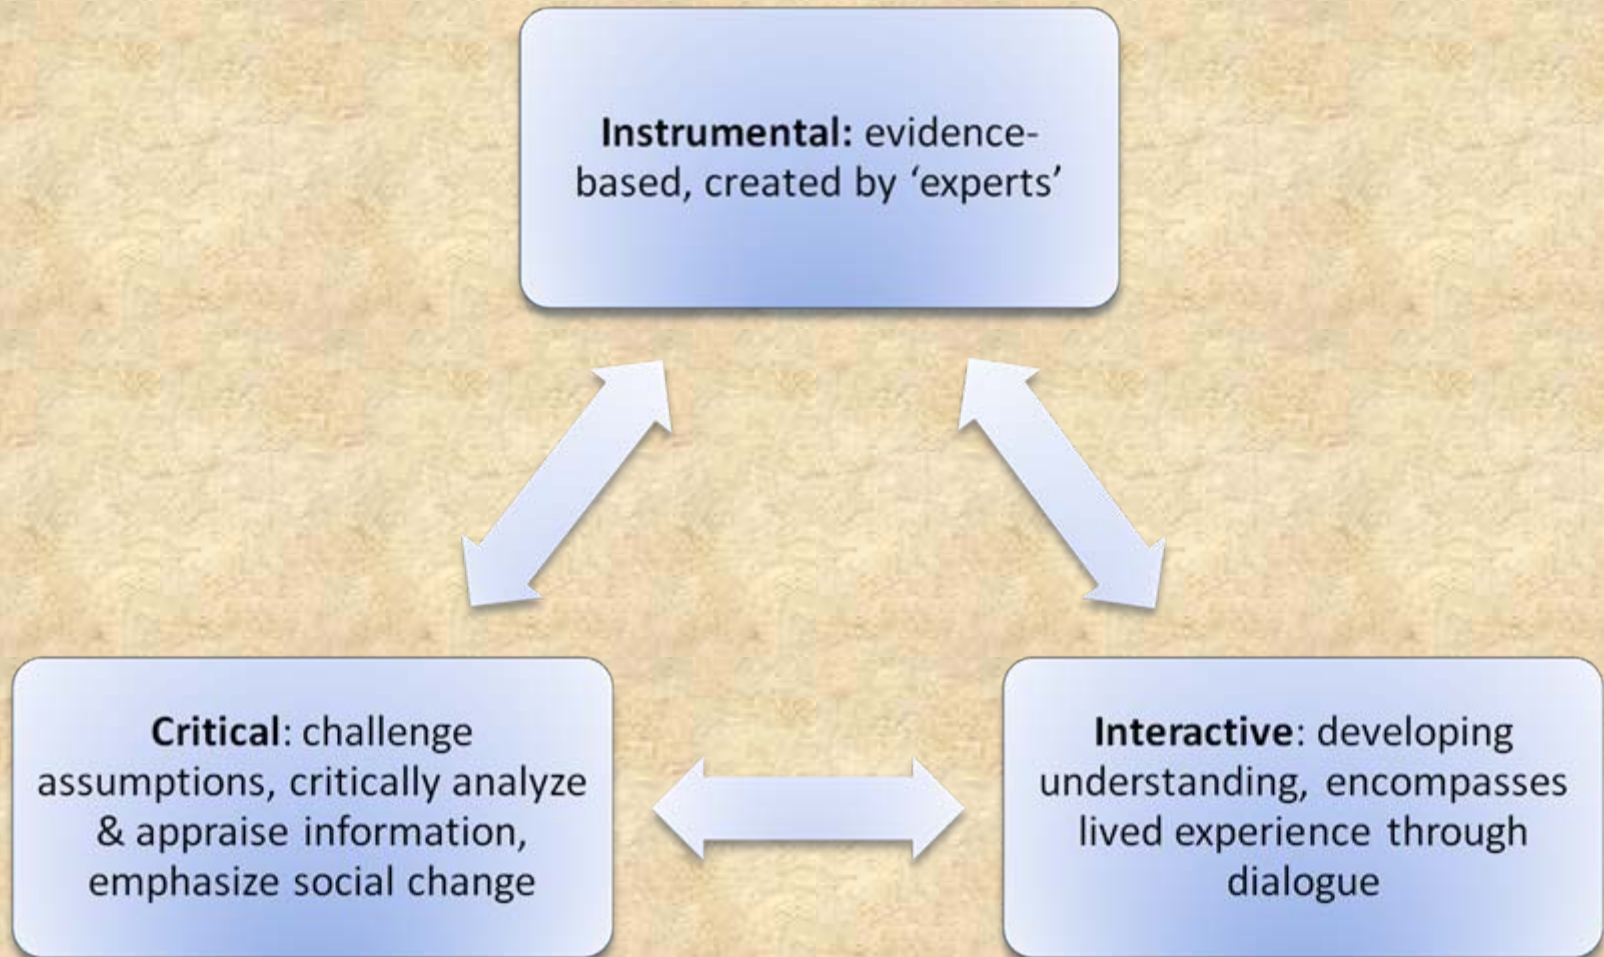 Instrumental: evidence-
based, created by ‘experts’
Critical: challenge
assumptions, critically analyze
& appraise information,
emphasize social change
Interactive: developing
understanding, encompasses
lived experience through
dialogue